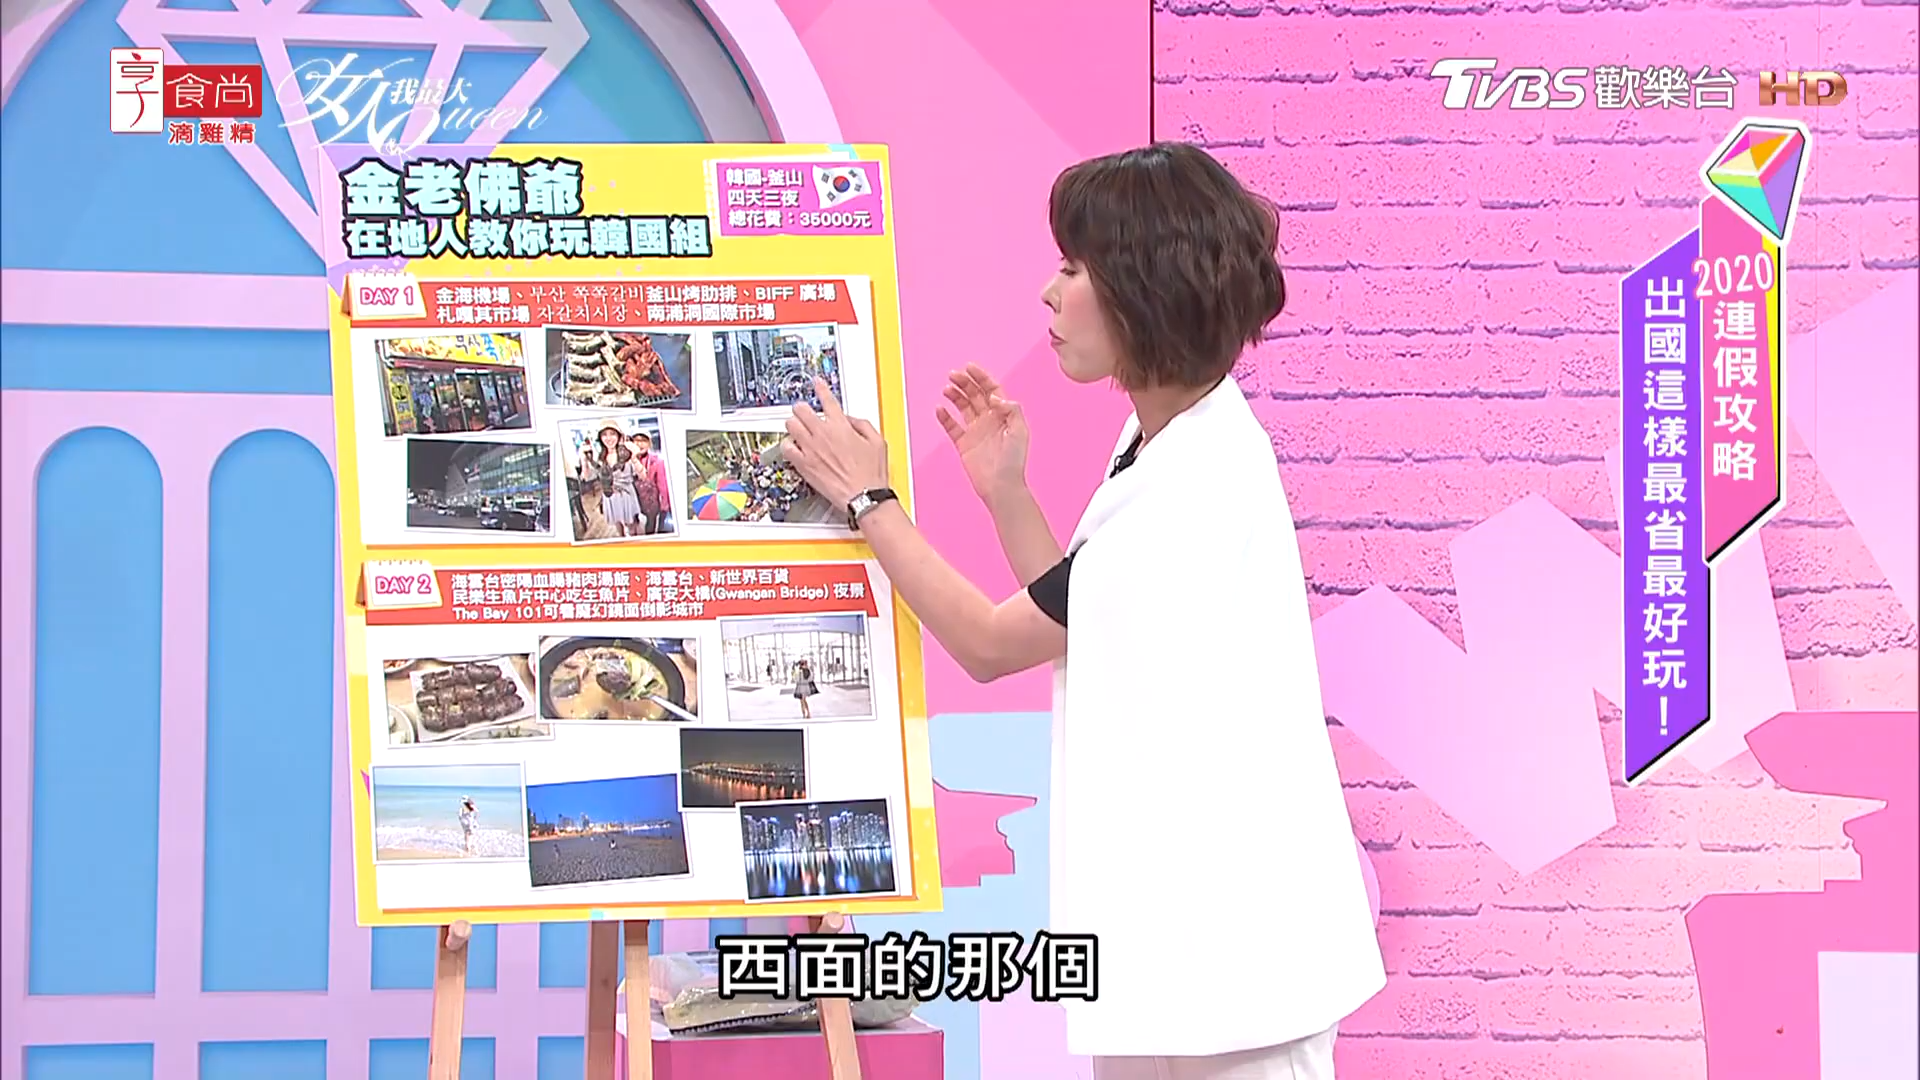 亨
食尚
滴雞精
女人我最大
Queen
TVBS歡樂台 HD
金老佛爺
在地人教你玩韓國組
韓國-釜山
四天三夜
總花費：35000元
DAY 1
金海機場、부산 쪽쪽갈비釜山烤肋排、BIFF 廣場
札嘎其市場 자갈치시장、南浦洞國際市場
DAY 2
海雲台密陽血腸豬肉湯飯、海雲台、新世界百貨
民樂生魚片中心吃生魚片、廣安大橋(Gwangan Bridge) 夜景
The Bay 101可看魔幻鏡面倒影城市
2020連假攻略
出國這樣最省最好玩！
西面的那個